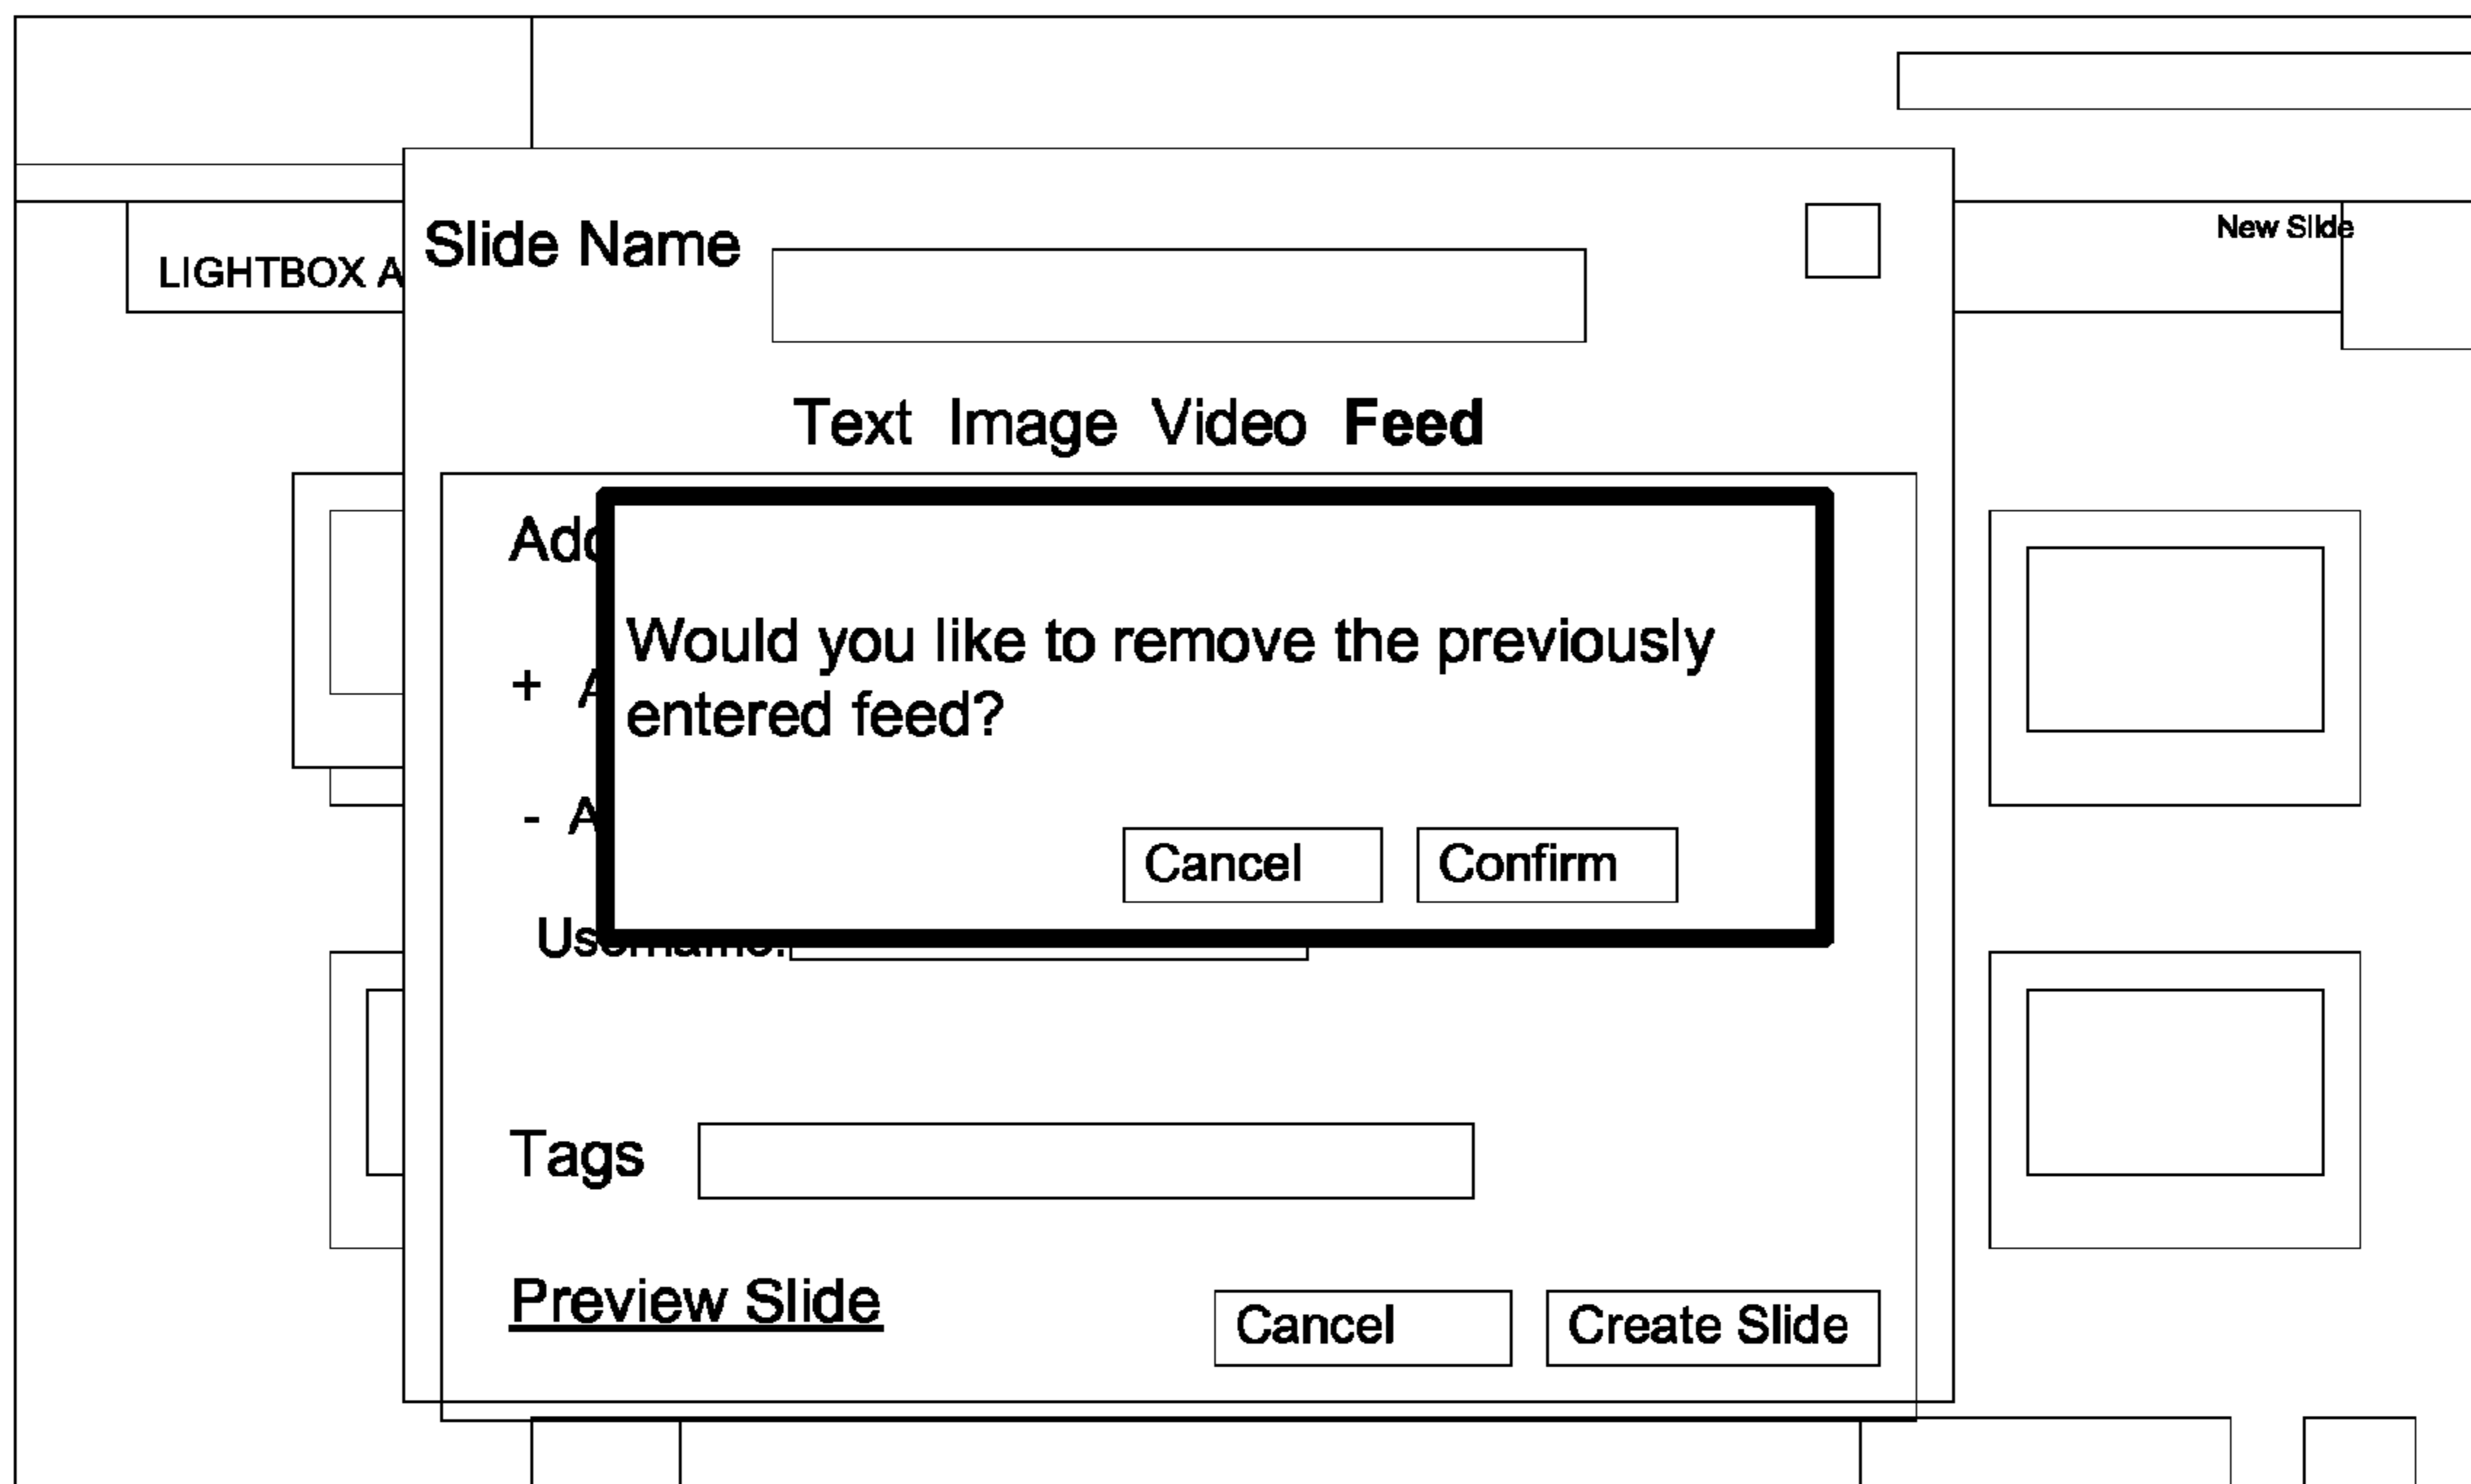 New Slide
Slide Name
LIGHTBOX A
Text Image Video Feed
Would you like to remove the previously
+
entered feed?
-
Cancel Confirm
Username:
Tags
Preview Slide
Cancel Create Slide